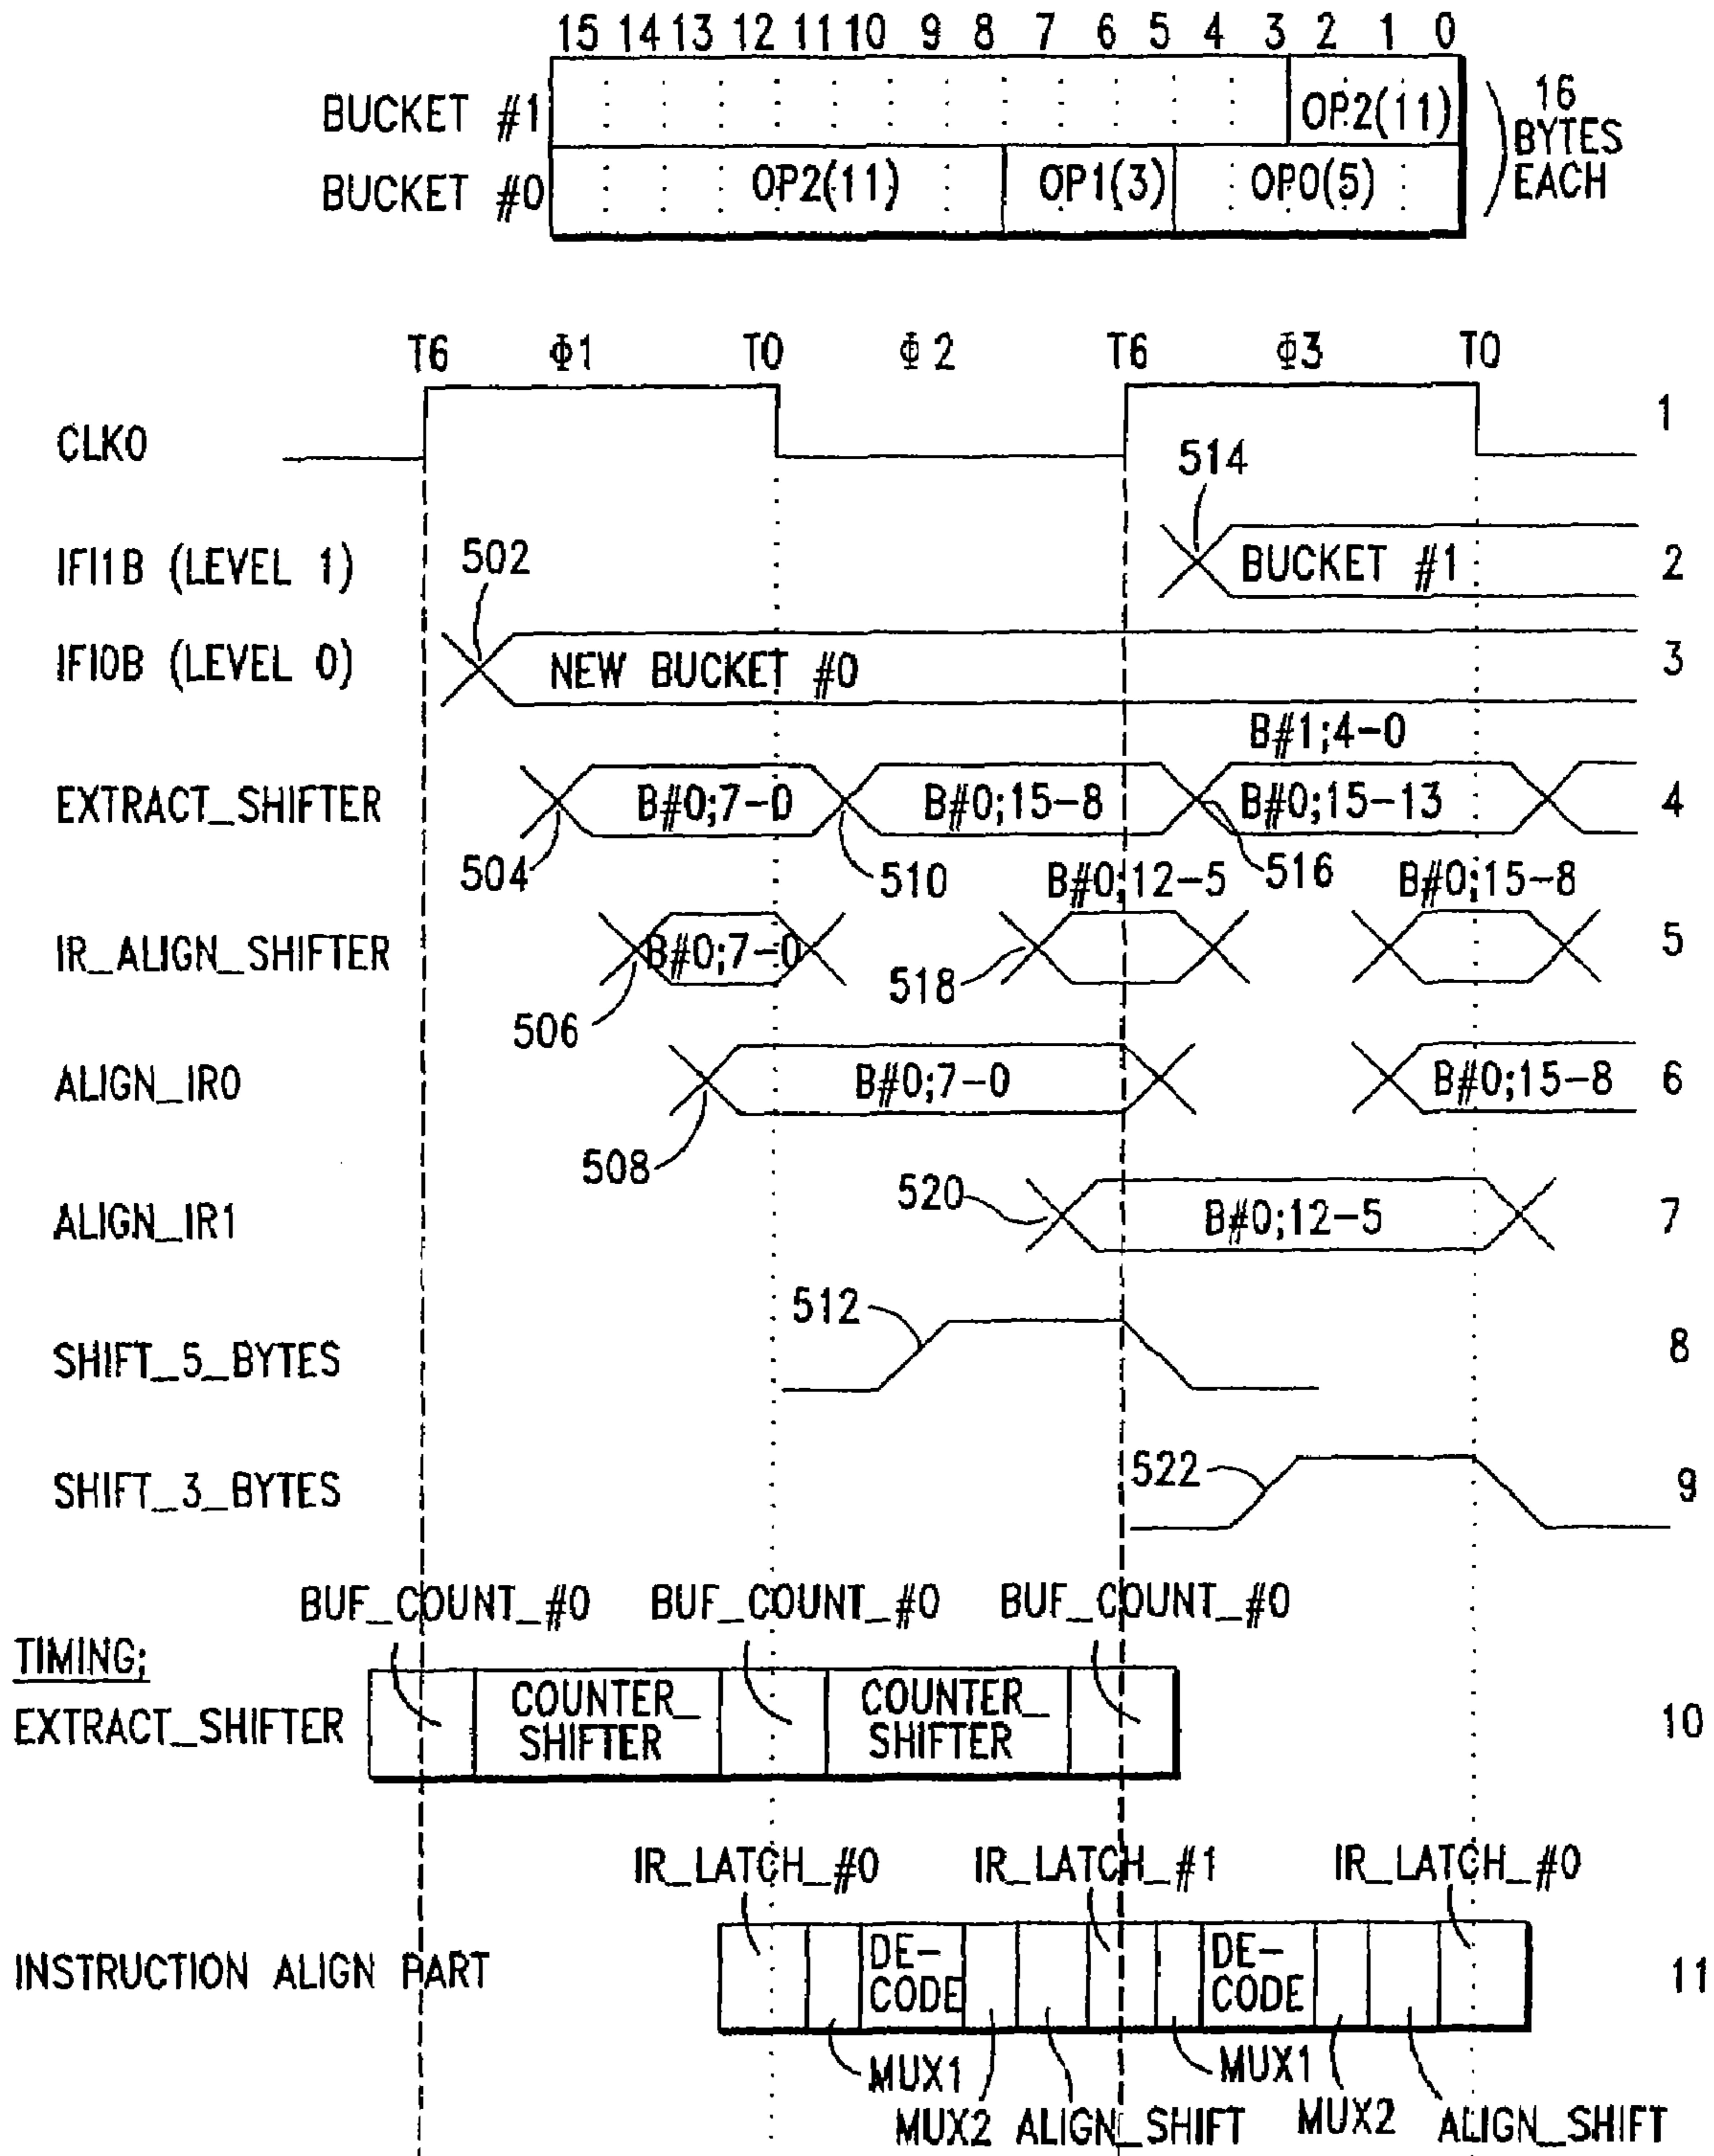 15 14 13 12 11 10 9 8 7 6 5 4 3 2 1 0
BUCKET #1 OP2(11)
BUCKET #0 OP2(11) OP1(3) OP0(5)
16
BYTES
EACH
T6 Φ1 T0 Φ2 T6 Φ3 T0
CLK0 1
514
IFI1B (LEVEL 1) BUCKET #1 2
502
IFI0B (LEVEL 0) NEW BUCKET #0 3
B#1;4-0
EXTRACT_SHIFTER B#0;7-0 B#0;15-8 B#0;15-13 4
504 510 516
B#0;12-5 B#0;15-8
IR_ALIGN_SHIFTER B#0;7-0 5
506 518
ALIGN_IR0 B#0;7-0 B#0;15-8 6
508
ALIGN_IR1 520 B#0;12-5 7
512
SHIFT_5_BYTES 8
522
SHIFT_3_BYTES 9
BUF_COUNT_#0 BUF_COUNT_#0 BUF_COUNT_#0
TIMING;
EXTRACT_SHIFTER 10
COUNTER_
SHIFTER
COUNTER_
SHIFTER
IR_LATCH_#0 IR_LATCH_#1 IR_LATCH_#0
INSTRUCTION ALIGN PART 11
DE-
CODE
DE-
CODE
MUX1 MUX1
MUX2 ALIGN_SHIFT MUX2 ALIGN_SHIFT